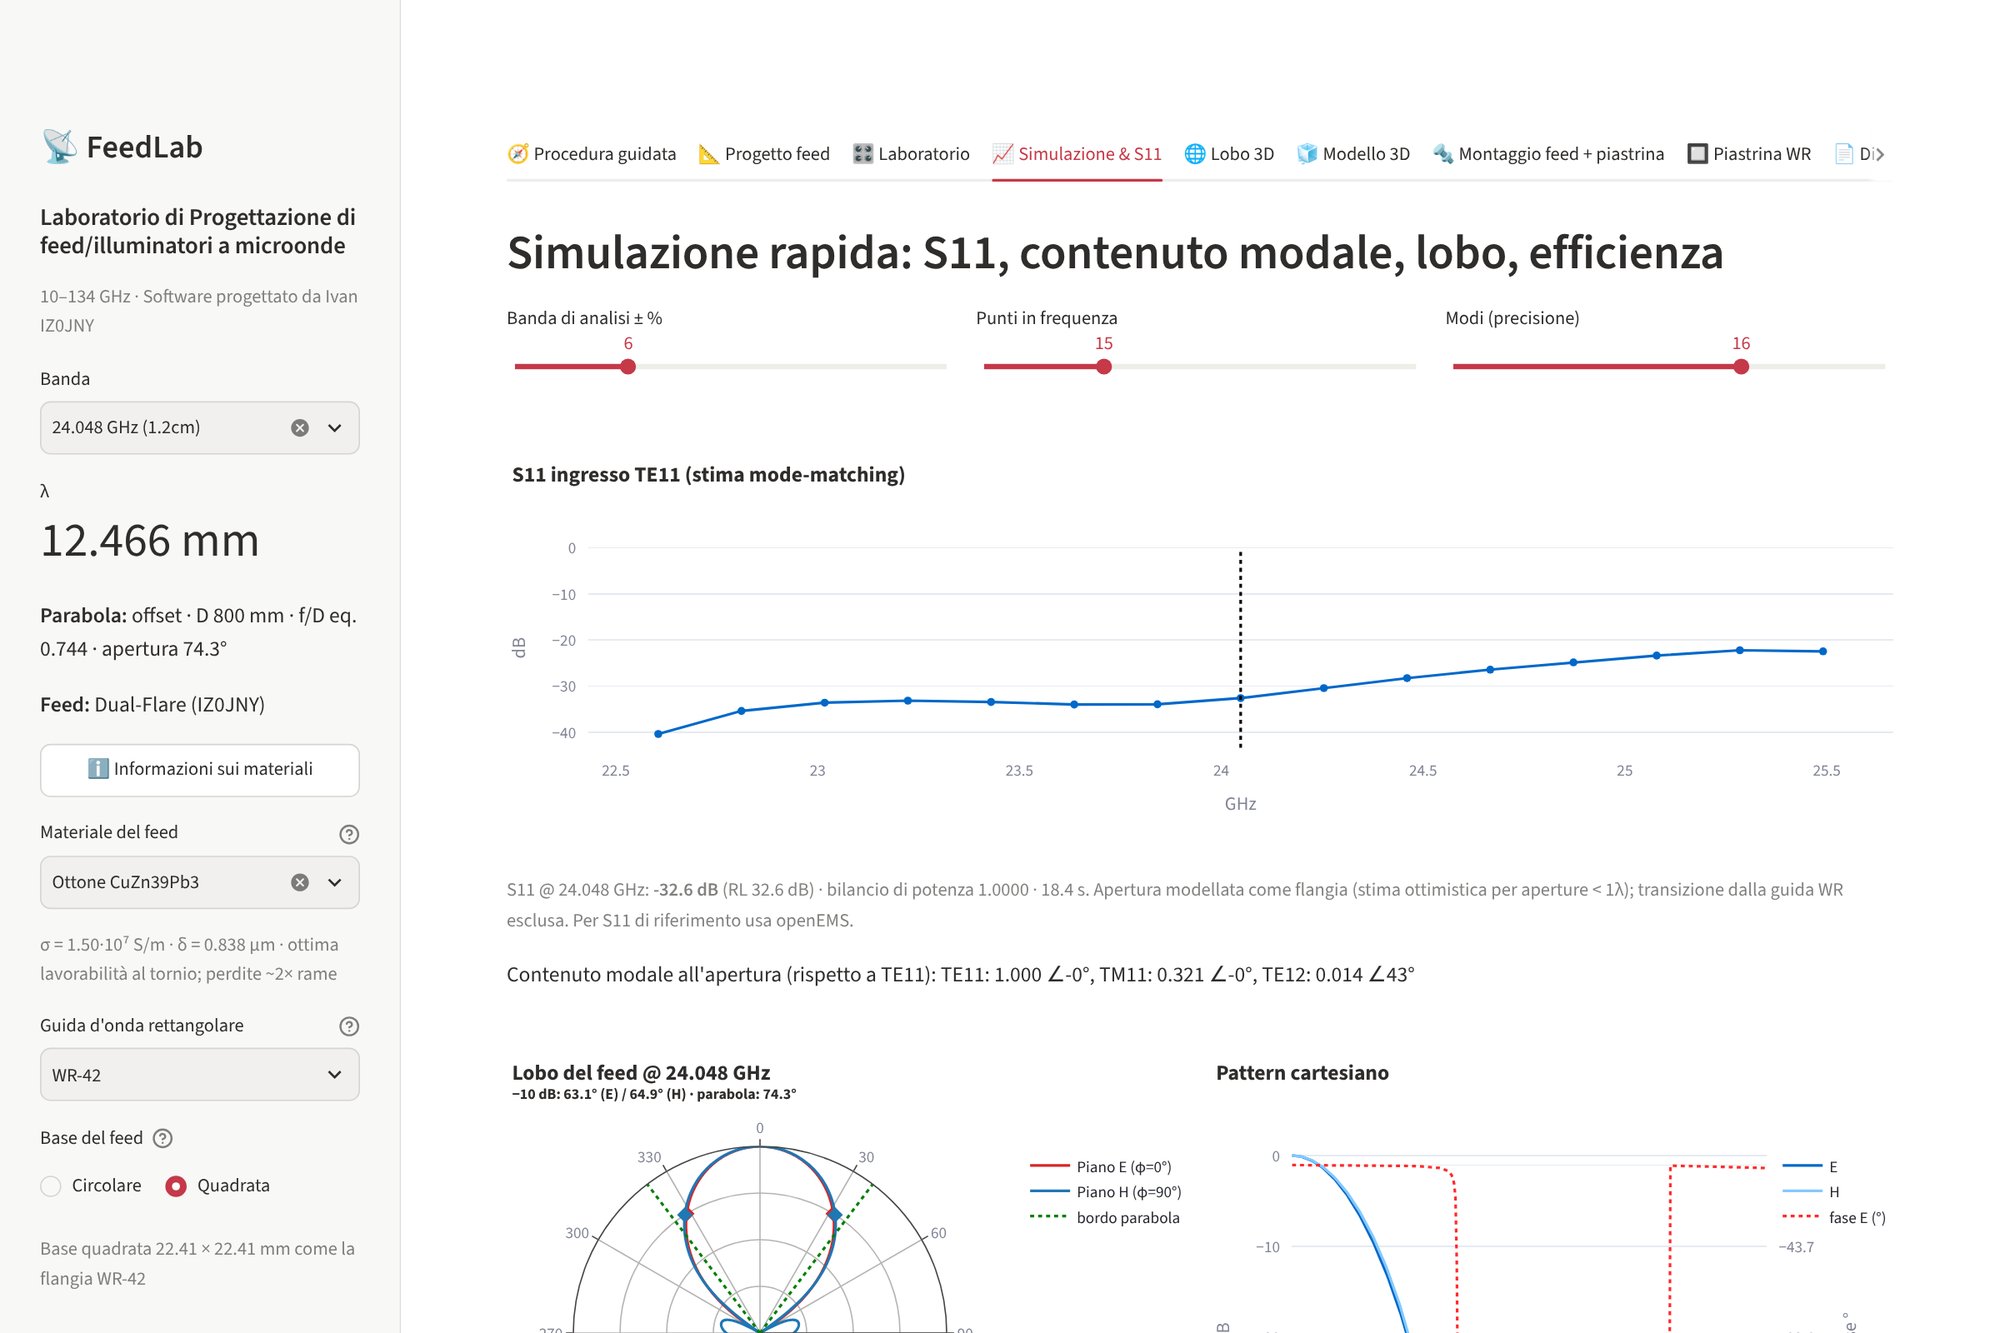 FeedLab
Laboratorio di Progettazione di
feed/illuminatori a microonde
10–134 GHz · Software progettato da Ivan
IZ0JNY
Banda
24.048 GHz (1.2cm)
λ
12.466 mm
Parabola: offset · D 800 mm · f/D eq.
0.744 · apertura 74.3°
Feed: Dual-Flare (IZ0JNY)
Informazioni sui materiali
Materiale del feed
Ottone CuZn39Pb3
σ = 1.50·10⁷ S/m · δ = 0.838 µm · ottima
lavorabilità al tornio; perdite ~2× rame
Guida d'onda rettangolare
WR-42
Base del feed
Circolare
Quadrata
Base quadrata 22.41 × 22.41 mm come la
flangia WR-42
Procedura guidata
Progetto feed
Laboratorio
Simulazione & S11
Lobo 3D
Modello 3D
Montaggio feed + piastrina
Piastrina WR
Simulazione rapida: S11, contenuto modale, lobo, efficienza
Banda di analisi ± %
6
Punti in frequenza
15
Modi (precisione)
16
S11 ingresso TE11 (stima mode-matching)
0
−10
−20
−30
−40
dB
22.5
23
23.5
24
24.5
25
25.5
GHz
S11 @ 24.048 GHz: -32.6 dB (RL 32.6 dB) · bilancio di potenza 1.0000 · 18.4 s. Apertura modellata come flangia (stima ottimistica per aperture < 1λ); transizione dalla guida WR
esclusa. Per S11 di riferimento usa openEMS.
Contenuto modale all'apertura (rispetto a TE11): TE11: 1.000 ∠-0°, TM11: 0.321 ∠-0°, TE12: 0.014 ∠43°
Lobo del feed @ 24.048 GHz
−10 dB: 63.1° (E) / 64.9° (H) · parabola: 74.3°
0
330
30
300
60
Piano E (ϕ=0°)
Piano H (ϕ=90°)
bordo parabola
Pattern cartesiano
0
−10
−43.7
E
H
fase E (°)